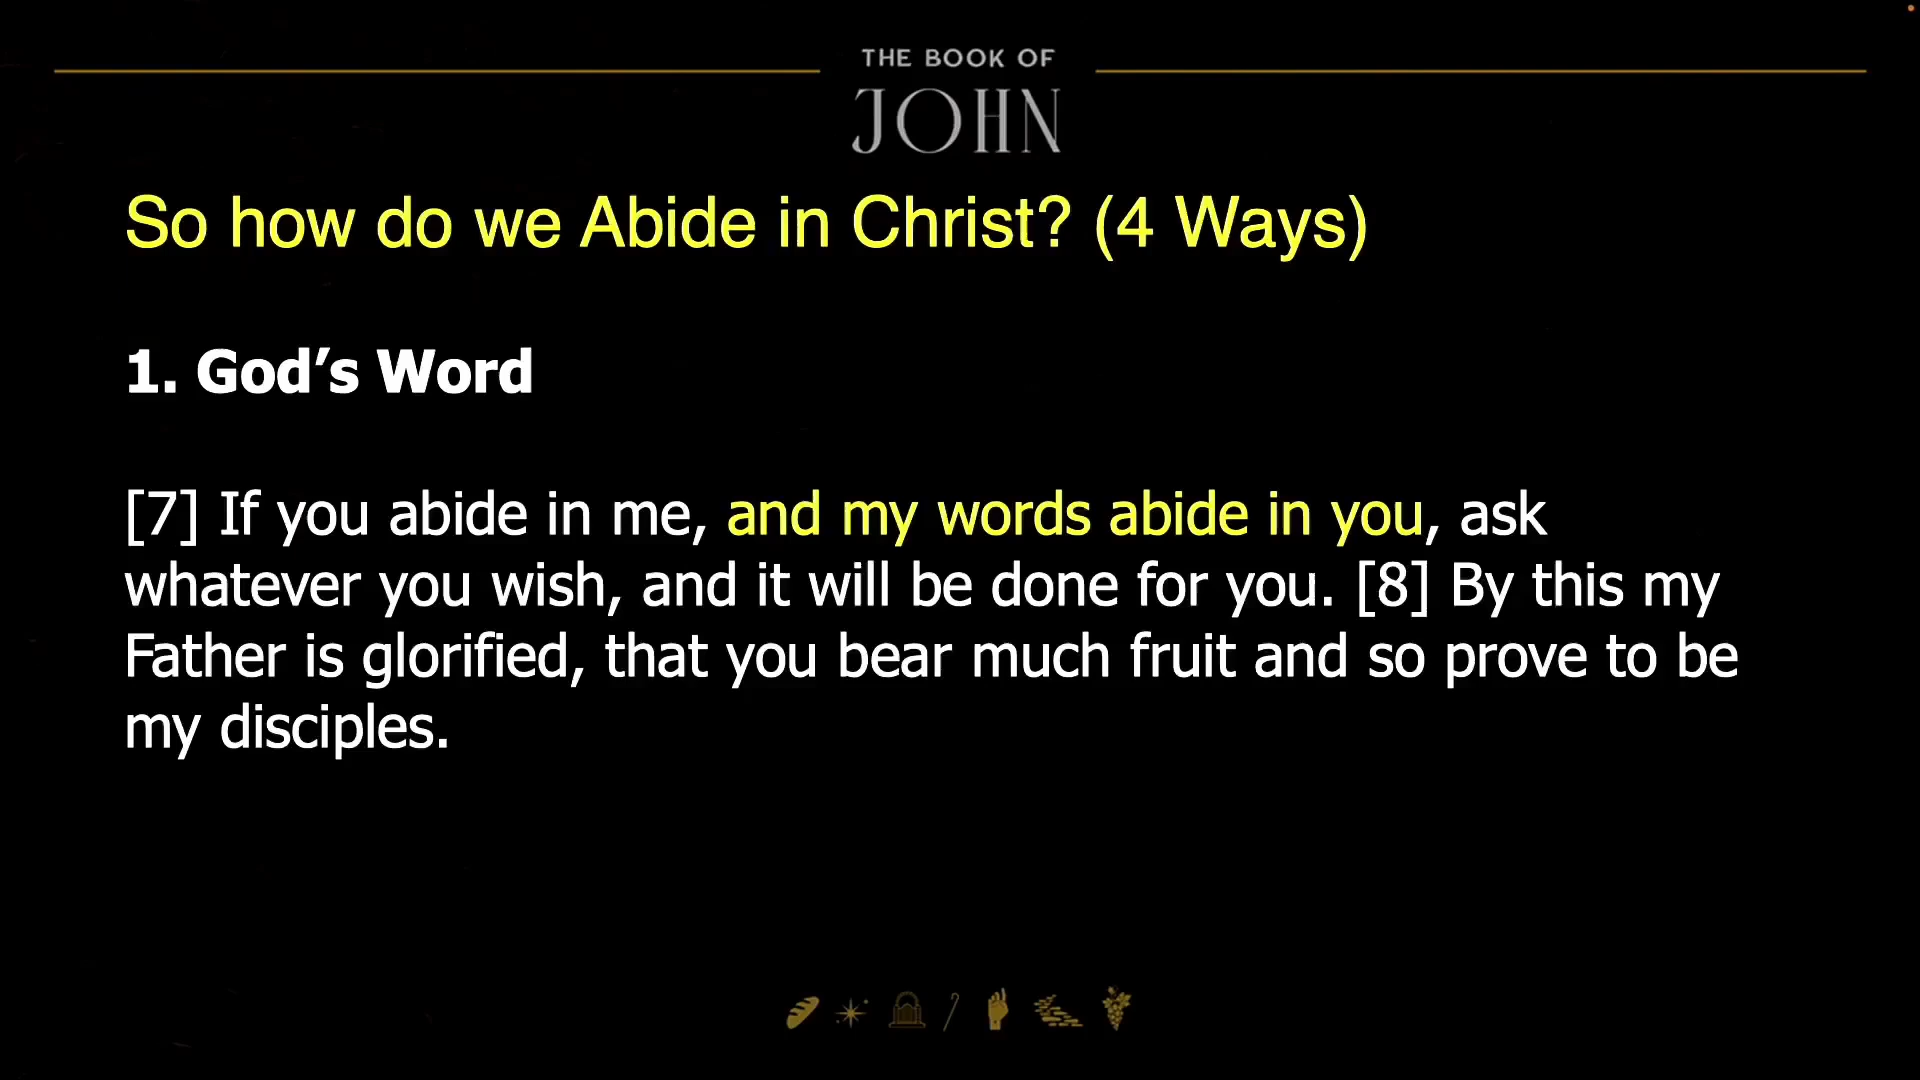 THE BOOK OF
JOHN
So how do we Abide in Christ? (4 Ways)
1. God’s Word
[7] If you abide in me, and my words abide in you, ask
whatever you wish, and it will be done for you. [8] By this my
Father is glorified, that you bear much fruit and so prove to be
my disciples.